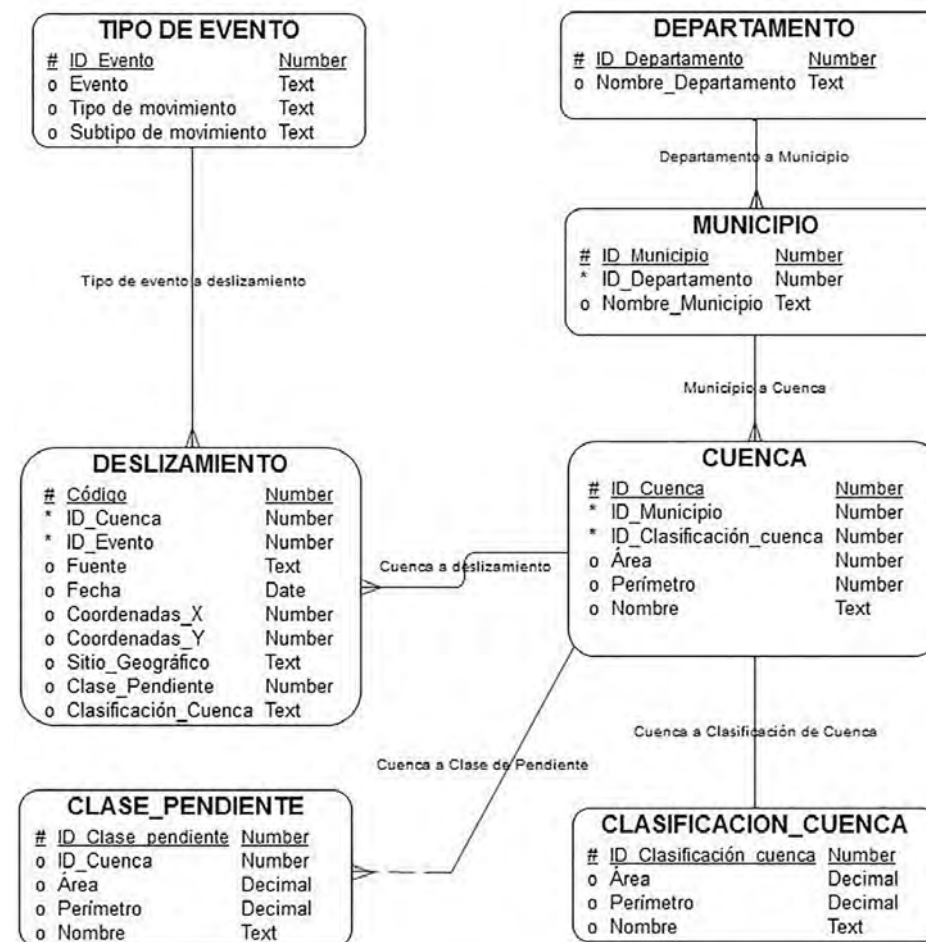 TIPO DE EVENTO
# ID_Evento Number
o Evento Text
o Tipo de movimiento Text
o Subtipo de movimiento Text
DEPARTAMENTO
# ID_Departamento Number
o Nombre_Departamento Text
Departamento a Municipio
MUNICIPIO
# ID_Municipio Number
* ID_Departamento Number
o Nombre_Municipio Text
Tipo de evento a deslizamiento
Municipio a Cuenca
DESLIZAMIENTO
# Código Number
* ID_Cuenca Number
* ID_Evento Number
o Fuente Text
o Fecha Date
o Coordenadas_X Number
o Coordenadas_Y Number
o Sitio_Geográfico Text
o Clase_Pendiente Number
o Clasificación_Cuenca Text
Cuenca a deslizamiento
CUENCA
# ID_Cuenca Number
* ID_Municipio Number
* ID_Clasificación_cuenca Number
o Área Number
o Perímetro Number
o Nombre Text
Cuenca a Clasificación de Cuenca
Cuenca a Clase de Pendiente
CLASE_PENDIENTE
# ID_Clase_pendiente Number
o ID_Cuenca Number
o Área Decimal
o Perímetro Decimal
o Nombre Text
CLASIFICACION_CUENCA
# ID_Clasificación_cuenca Number
o Área Decimal
o Perímetro Decimal
o Nombre Text